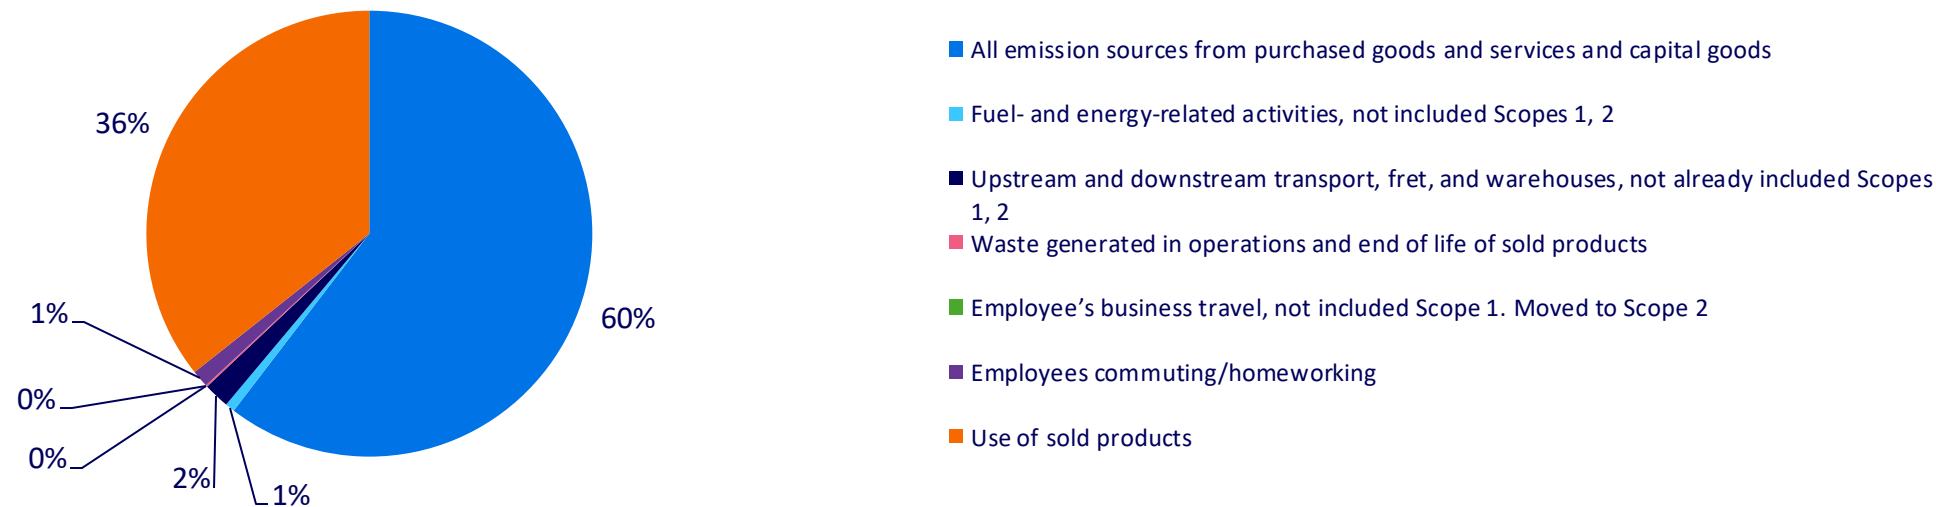 36%
60%
1%
0%
0%
2%
1%
All emission sources from purchased goods and services and capital goods
Fuel- and energy-related activities, not included Scopes 1, 2
Upstream and downstream transport, fret, and warehouses, not already included Scopes
1, 2
Waste generated in operations and end of life of sold products
Employee’s business travel, not included Scope 1. Moved to Scope 2
Employees commuting/homeworking
Use of sold products